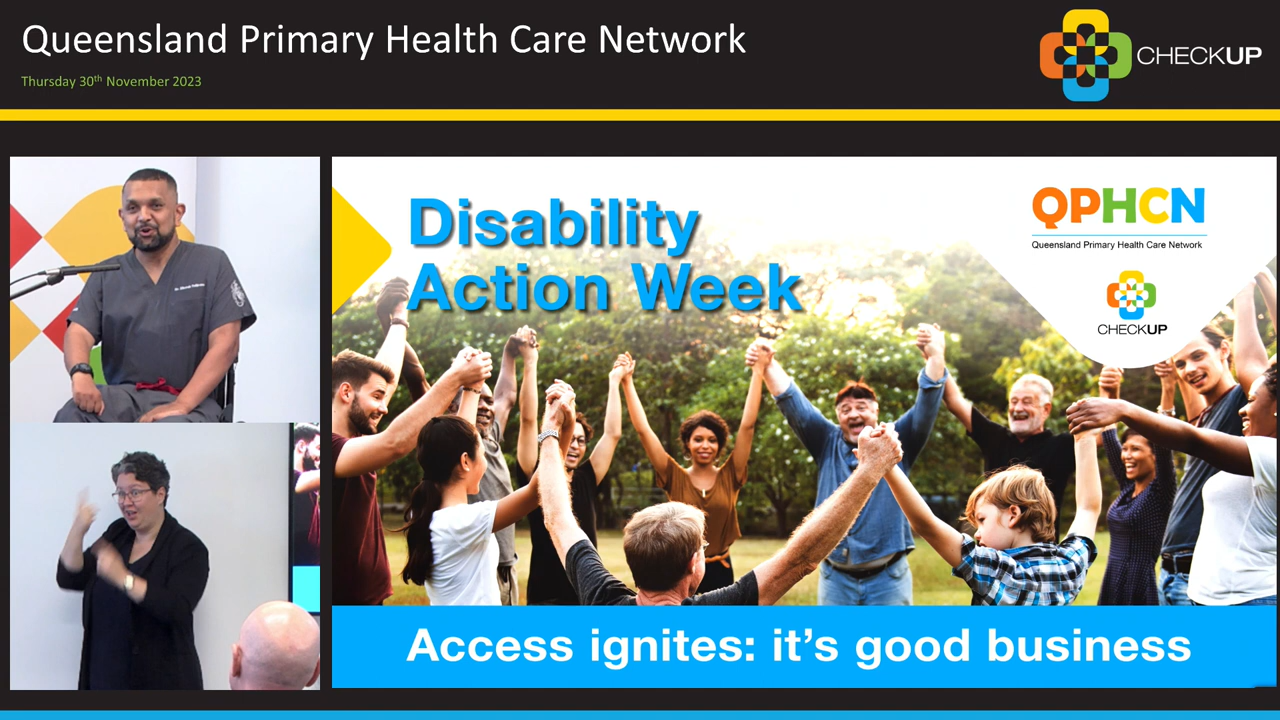 Queensland Primary Health Care Network
Thursday 30th November 2023
CHECKUP
Disability
Action Week
QPHCN
Queensland Primary Health Care Network
CHECKUP
Access ignites: it’s good business